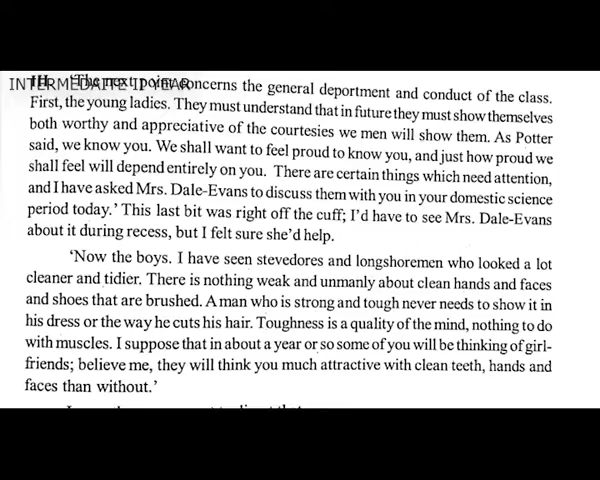 INTERMEDAITE II YEAR
III 'The next point concerns the general deportment and conduct of the class.
First, the young ladies. They must understand that in future they must show themselves
both worthy and appreciative of the courtesies we men will show them. As Potter
said, we know you. We shall want to feel proud to know you, and just how proud we
shall feel will depend entirely on you. There are certain things which need attention,
and I have asked Mrs. Dale-Evans to discuss them with you in your domestic science
period today.' This last bit was right off the cuff; I'd have to see Mrs. Dale-Evans
about it during recess, but I felt sure she'd help.
'Now the boys. I have seen stevedores and longshoremen who looked a lot
cleaner and tidier. There is nothing weak and unmanly about clean hands and faces
and shoes that are brushed. A man who is strong and tough never needs to show it in
his dress or the way he cuts his hair. Toughness is a quality of the mind, nothing to do
with muscles. I suppose that in about a year or so some of you will be thinking of girl-
friends; believe me, they will think you much attractive with clean teeth, hands and
faces than without.'